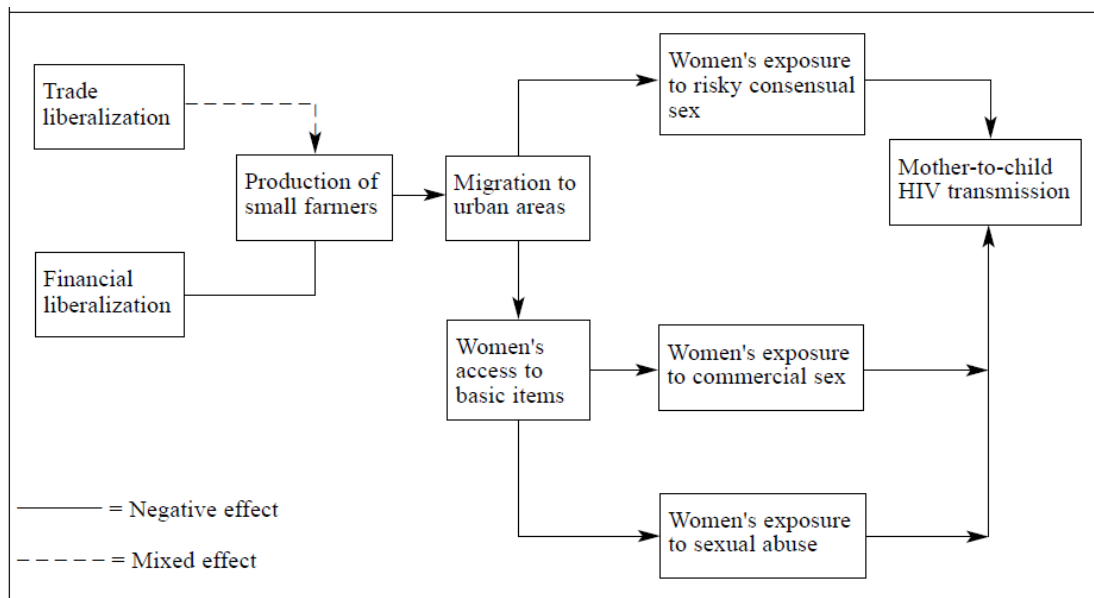 Trade
liberalization
Financial
liberalization
Production of
small farmers
Migration to
urban areas
Women's
access to
basic items
Women's exposure
to risky consensual
sex
Women's exposure
to commercial sex
Women's exposure
to sexual abuse
Mother-to-child
HIV transmission
= Negative effect
= Mixed effect